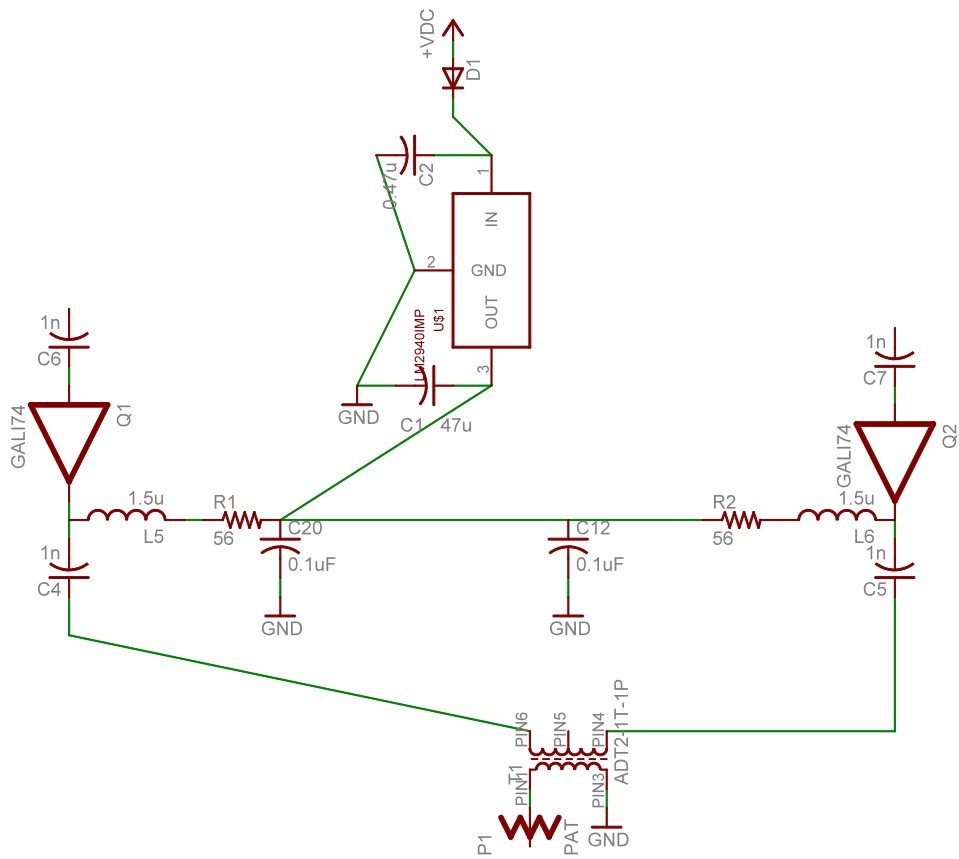 +VDC
D1
0.47u
C2
1
IN
2
GND
OUT
LM2940IMP
U$1
3
GND
C1
47u
1n
C6
GALI74
Q1
1n
C7
GALI74
Q2
1.5u
L5
R1
56
C20
0.1uF
GND
C12
0.1uF
GND
R2
56
1.5u
L6
1n
C4
1n
C5
PIN6
PIN5
PIN4
ADT2-1T-1P
T1
PIN1
PIN3
P1
PAT
GND